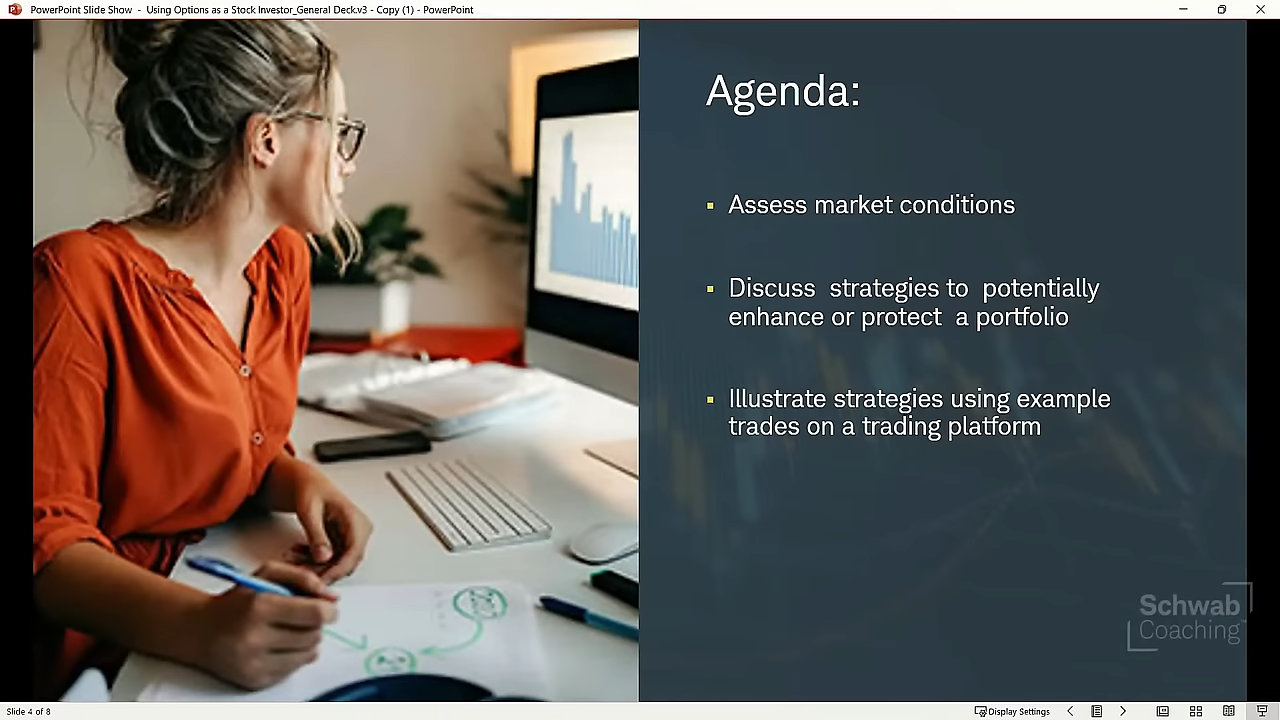 PowerPoint Slide Show - Using Options as a Stock Investor_General Deck.v3 - Copy (1) - PowerPoint
Agenda:
Assess market conditions
Discuss  strategies to  potentially
enhance or protect  a portfolio
Illustrate strategies using example
trades on a trading platform
Schwab
Coaching™
Slide 4 of 8
Display Settings